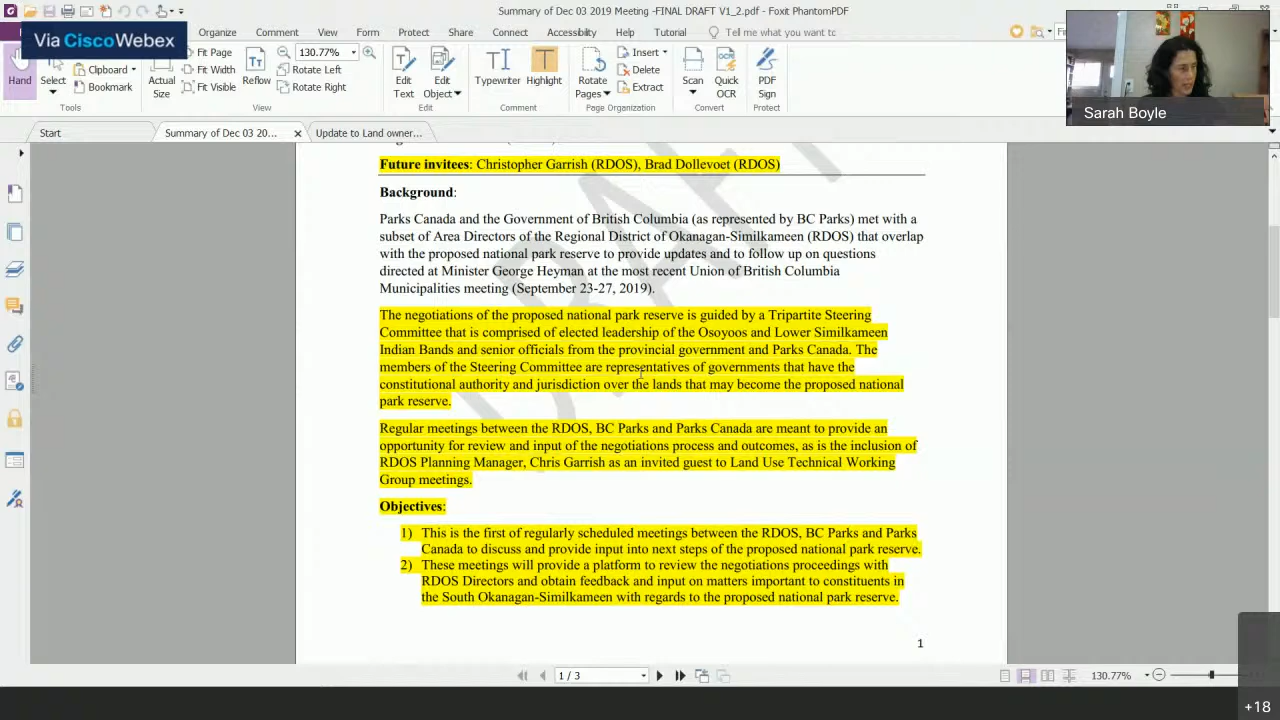 Summary of Dec 03 2019 Meeting -FINAL DRAFT V1_2.pdf - Foxit PhantomPDF
Via CiscoWebex
Organize Comment View Form Protect Share Connect Accessibility Help Tutorial Tell me what you want tc
Hand
Select
Clipboard
Bookmark
Actual Size
Fit Page
Fit Width
Fit Visible
Reflow
130.77%
Rotate Left
Rotate Right
Edit Text
Edit Object
Typewriter
Highlight
Rotate Pages
Insert
Delete
Extract
Scan
Quick OCR
PDF Sign
Tools View Edit Comment Page Organization Convert Protect
Sarah Boyle
Start
Summary of Dec 03 20...
Update to Land owner...
Future invitees: Christopher Garrish (RDOS), Brad Dollevoet (RDOS)
Background:
Parks Canada and the Government of British Columbia (as represented by BC Parks) met with a
subset of Area Directors of the Regional District of Okanagan-Similkameen (RDOS) that overlap
with the proposed national park reserve to provide updates and to follow up on questions
directed at Minister George Heyman at the most recent Union of British Columbia
Municipalities meeting (September 23-27, 2019).
The negotiations of the proposed national park reserve is guided by a Tripartite Steering
Committee that is comprised of elected leadership of the Osoyoos and Lower Similkameen
Indian Bands and senior officials from the provincial government and Parks Canada. The
members of the Steering Committee are representatives of governments that have the
constitutional authority and jurisdiction over the lands that may become the proposed national
park reserve.
Regular meetings between the RDOS, BC Parks and Parks Canada are meant to provide an
opportunity for review and input of the negotiations process and outcomes, as is the inclusion of
RDOS Planning Manager, Chris Garrish as an invited guest to Land Use Technical Working
Group meetings.
Objectives:
1) This is the first of regularly scheduled meetings between the RDOS, BC Parks and Parks
Canada to discuss and provide input into next steps of the proposed national park reserve.
2) These meetings will provide a platform to review the negotiations proceedings with
RDOS Directors and obtain feedback and input on matters important to constituents in
the South Okanagan-Similkameen with regards to the proposed national park reserve.
1
DRAFT
1 / 3
130.77%
+18